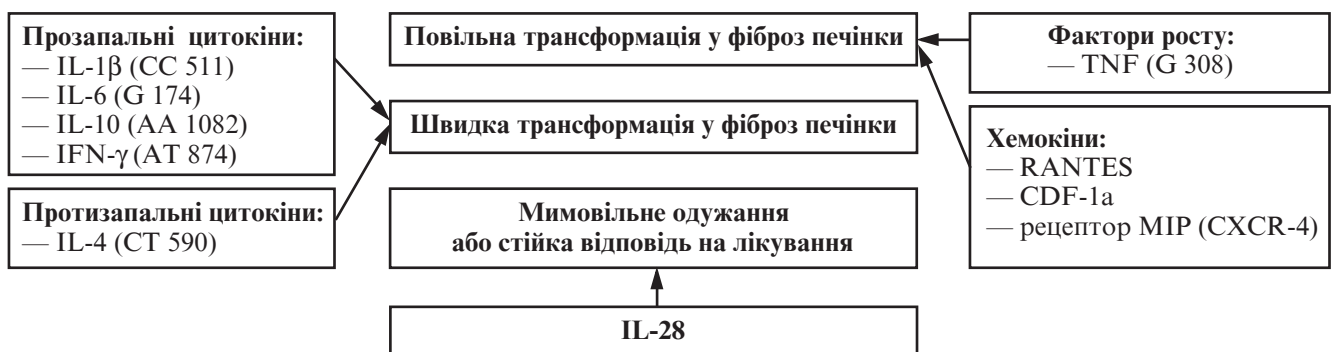 Прозапальні цитокіни:
— IL-1β (CC 511)
— IL-6 (G 174)
— IL-10 (AA 1082)
— IFN-γ (AT 874)
Протизапальні цитокіни:
— IL-4 (CT 590)
Повільна трансформація у фіброз печінки
Швидка трансформація у фіброз печінки
Мимовільне одужання
або стійка відповідь на лікування
IL-28
Фактори росту:
— TNF (G 308)
Хемокіни:
— RANTES
— CDF-1a
— рецептор MIP (CXCR-4)